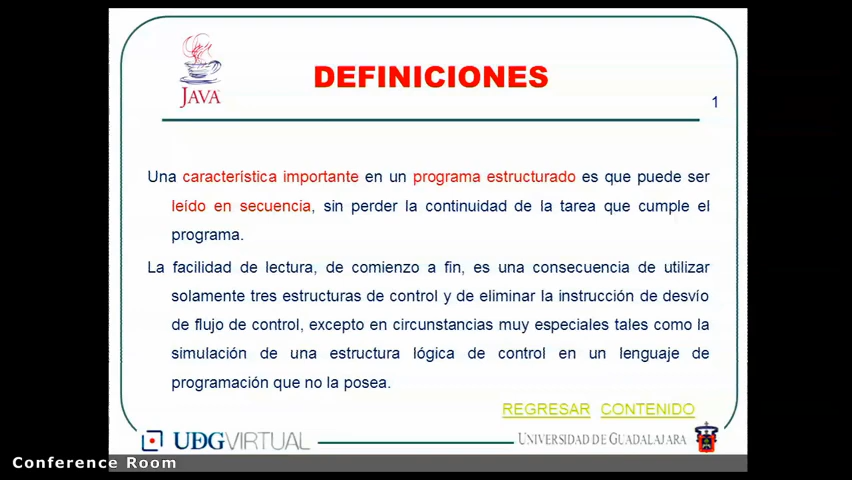 JAVA
DEFINICIONES
1
Una característica importante en un programa estructurado es que puede ser
leído en secuencia, sin perder la continuidad de la tarea que cumple el
programa.
La facilidad de lectura, de comienzo a fin, es una consecuencia de utilizar
solamente tres estructuras de control y de eliminar la instrucción de desvío
de flujo de control, excepto en circunstancias muy especiales tales como la
simulación de una estructura lógica de control en un lenguaje de
programación que no la posea.
REGRESAR CONTENIDO
UDGVIRTUAL
UNIVERSIDAD DE GUADALAJARA
Conference Room